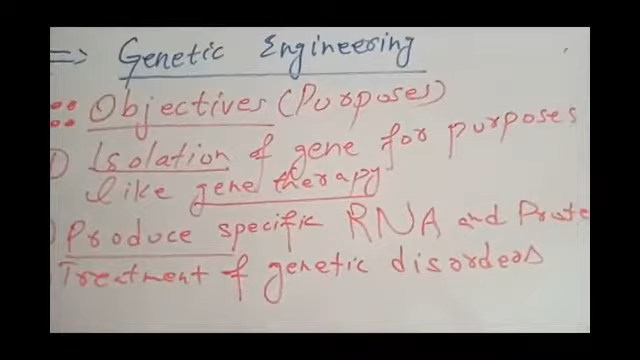 => Genetic Engineering
:: Objectives (Purposes)
Isolation of gene for purposes
like gene therapy
Produce specific RNA and Prote
Treatment of genetic disorders